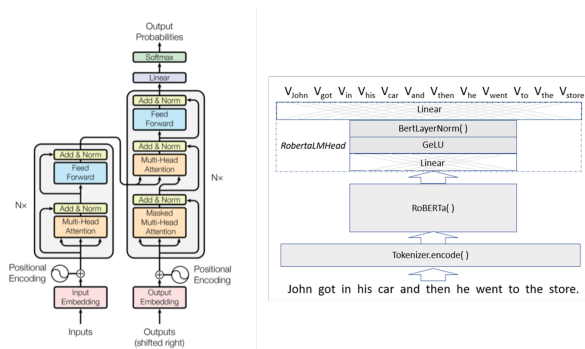 Output
Probabilities
Softmax
Linear
Add & Norm
Feed
Forward
Add & Norm
Multi-Head
Attention
Add & Norm
Masked
Multi-Head
Attention
N×
Positional
Encoding
Output
Embedding
Outputs
(shifted right)
Add & Norm
Feed
Forward
Add & Norm
Multi-Head
Attention
N×
Positional
Encoding
Input
Embedding
Inputs
VJohn Vgot Vin Vhis Vcar Vand Vthen Vhe Vwent Vto Vthe Vstore
Linear
RobertaLMHead
BertLayerNorm( )
GeLU
Linear
RoBERTa( )
Tokenizer.encode( )
John got in his car and then he went to the store.